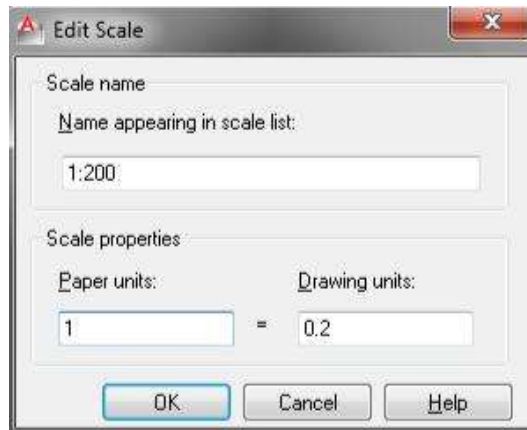 Edit Scale
Scale name
Name appearing in scale list:
1:200
Scale properties
Paper units: Drawing units:
1 = 0.2
OK Cancel Help